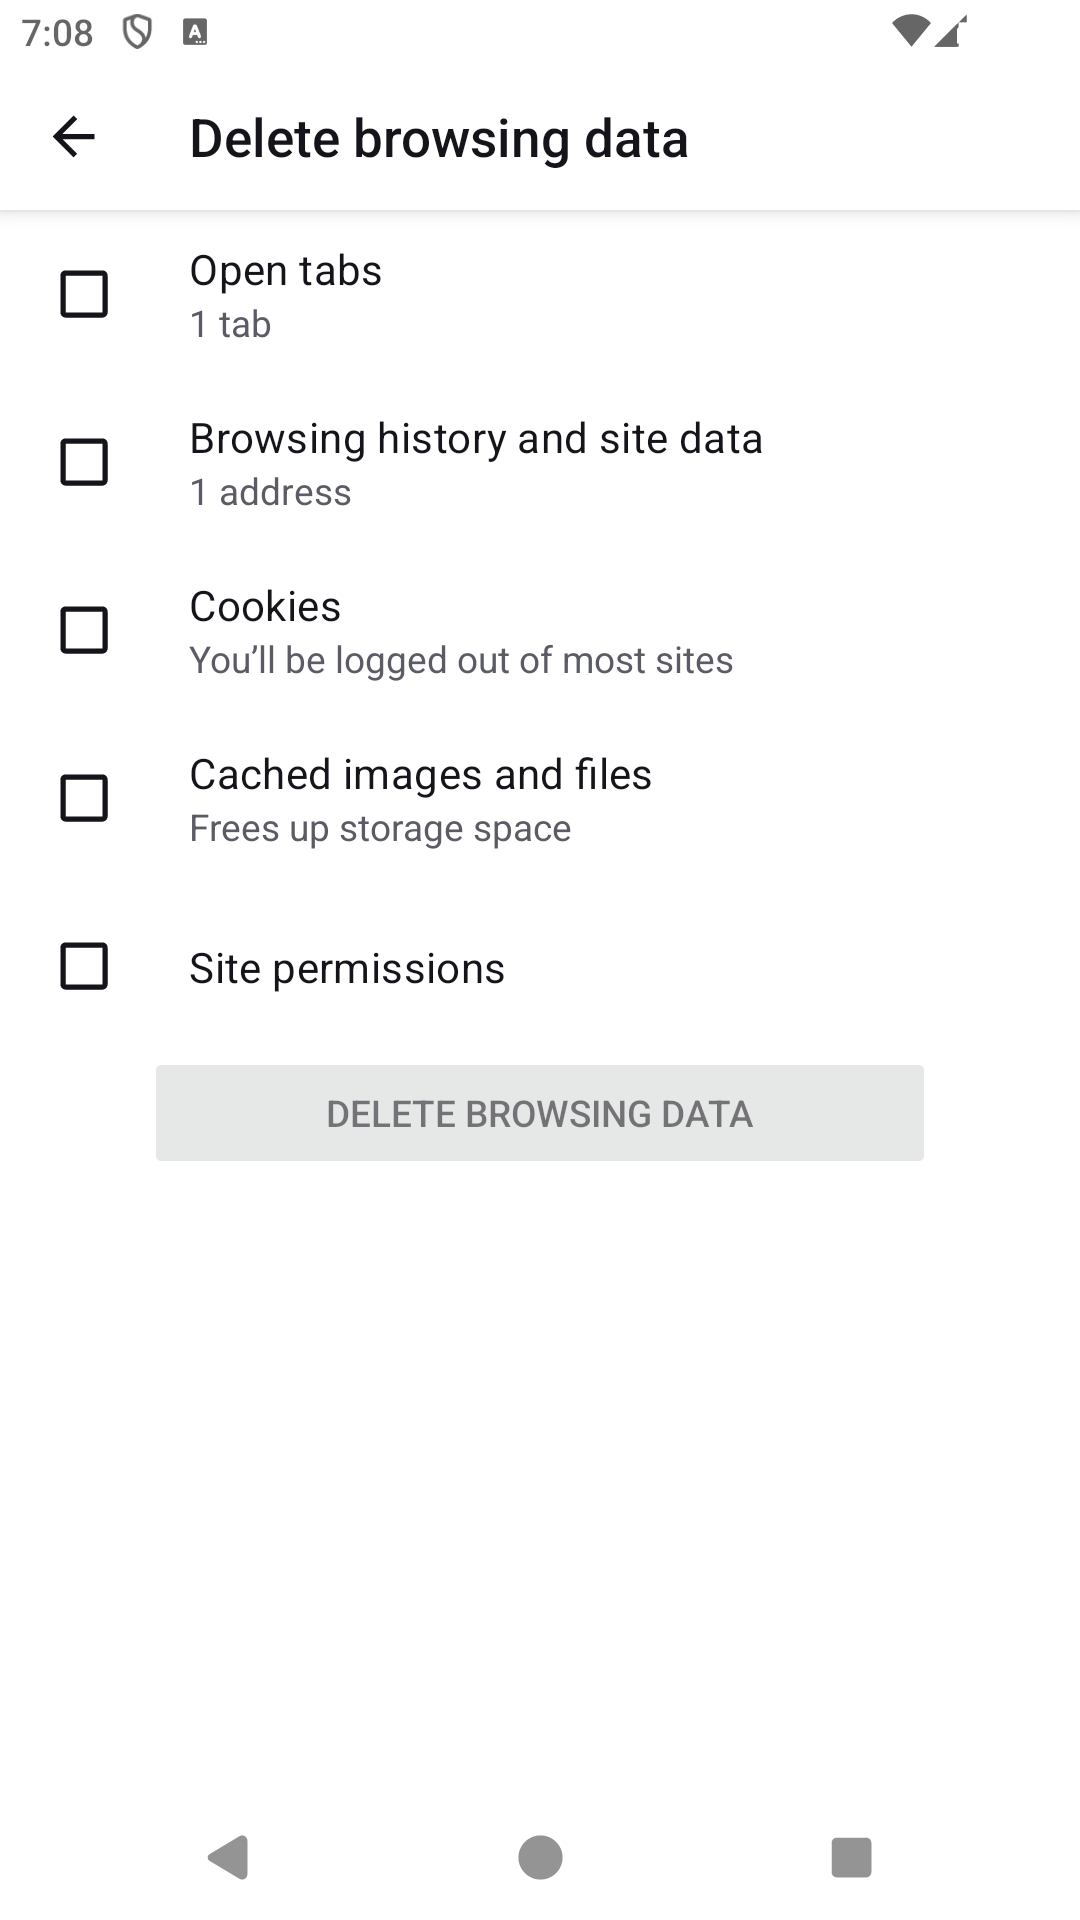 7:08
Delete browsing data
Open tabs
1 tab
Browsing history and site data
1 address
Cookies
You’ll be logged out of most sites
Cached images and files
Frees up storage space
Site permissions
DELETE BROWSING DATA